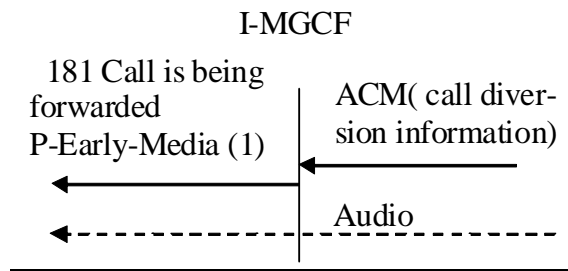 I-MGCF
181 Call is being
forwarded
P-Early-Media (1)
ACM( call diver-
sion information)
Audio